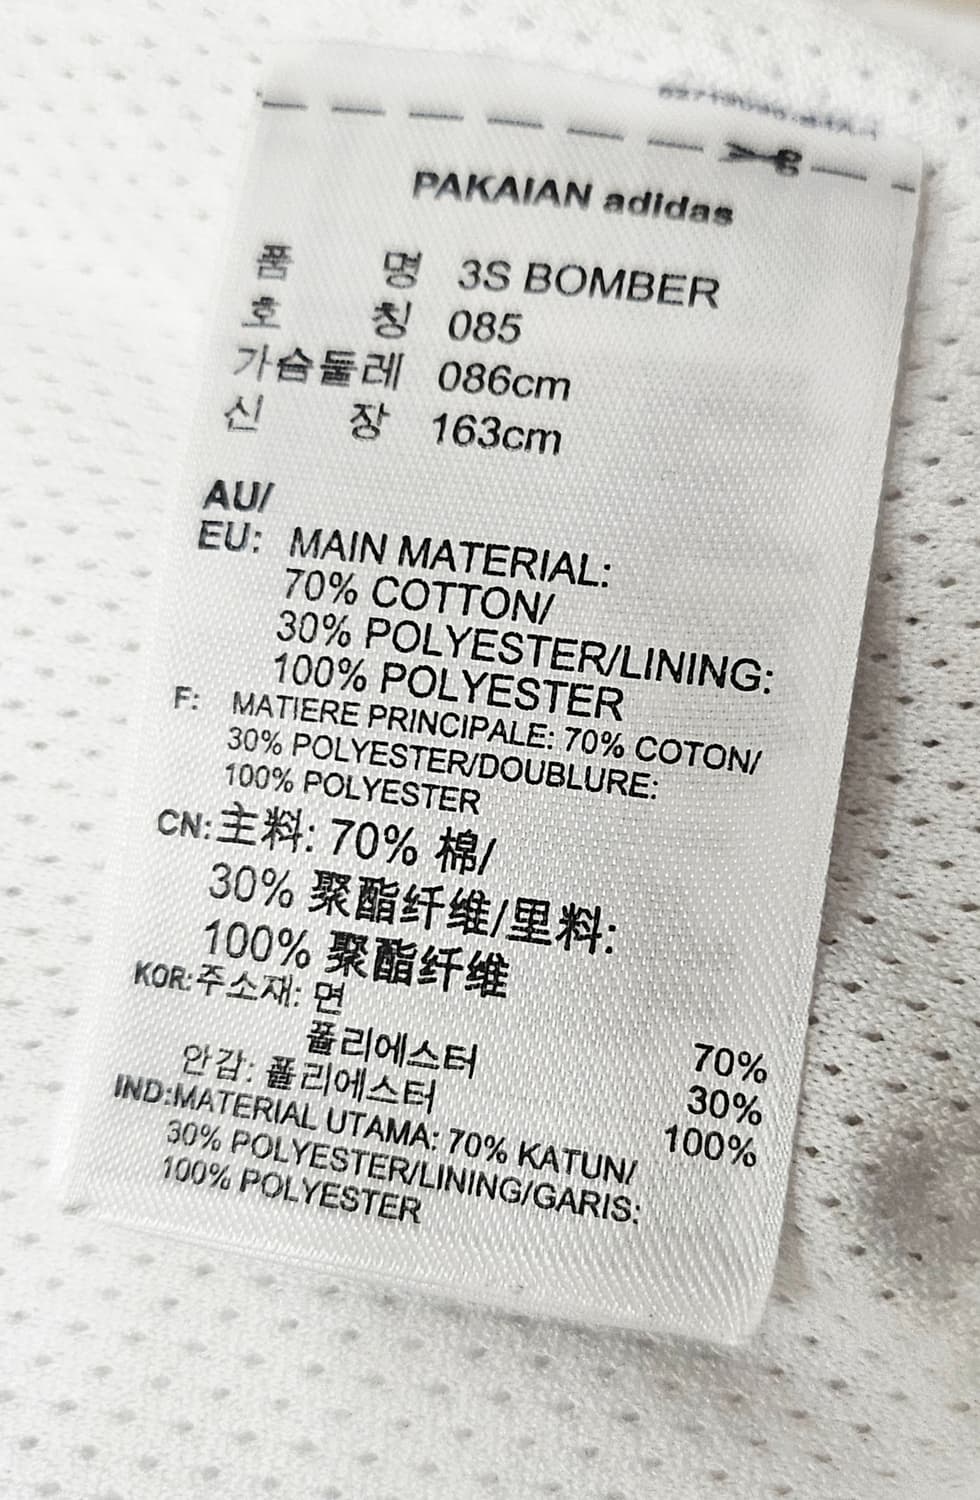 PAKAIAN adidas
품 명 3S BOMBER
호 칭 085
가슴둘레 086cm
신 장 163cm
AU/
EU: MAIN MATERIAL:
70% COTTON/
30% POLYESTER/LINING:
100% POLYESTER
F: MATIERE PRINCIPALE: 70% COTON/
30% POLYESTER/DOUBLURE:
100% POLYESTER
CN: 主料: 70% 棉/
30% 聚酯纤维/里料:
100% 聚酯纤维
KOR: 주소재: 면 70%
폴리에스터 30%
안감: 폴리에스터 100%
IND:MATERIAL UTAMA: 70% KATUN/
30% POLYESTER/LINING/GARIS:
100% POLYESTER